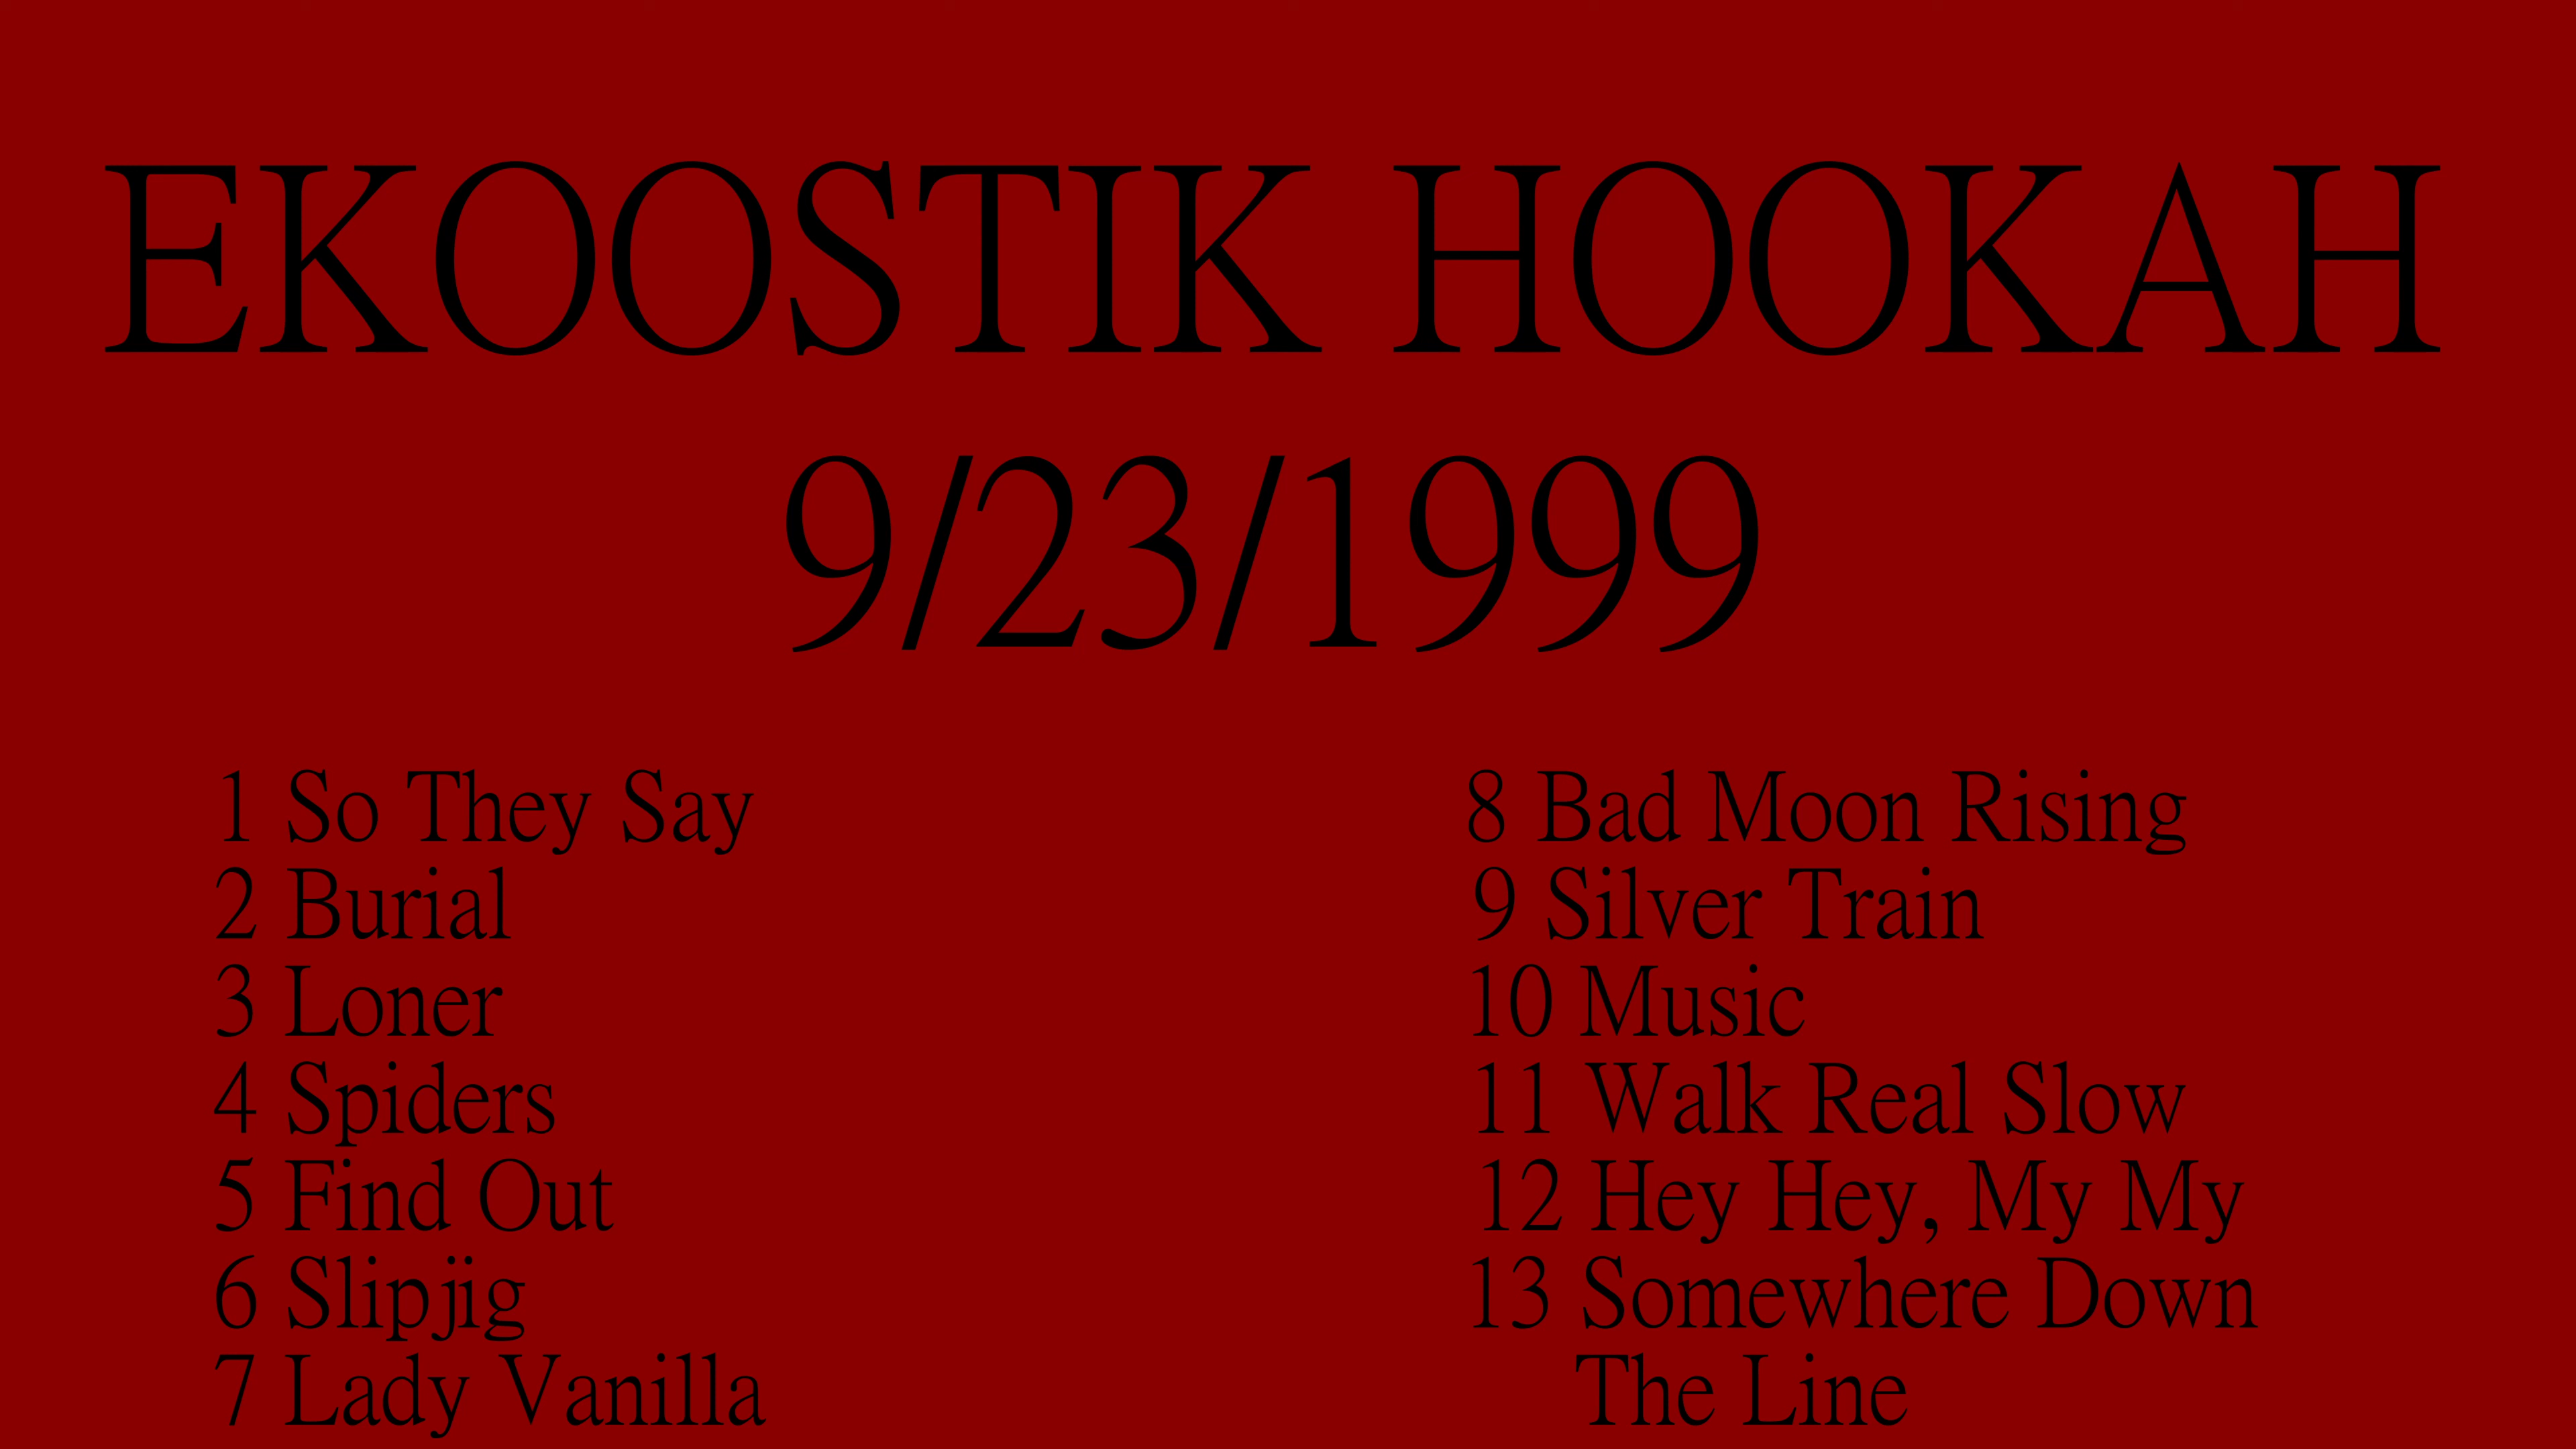 EKOOSTIK HOOKAH
9/23/1999
1 So They Say
2 Burial
3 Loner
4 Spiders
5 Find Out
6 Slipjig
7 Lady Vanilla
8 Bad Moon Rising
9 Silver Train
10 Music
11 Walk Real Slow
12 Hey Hey, My My
13 Somewhere Down
The Line